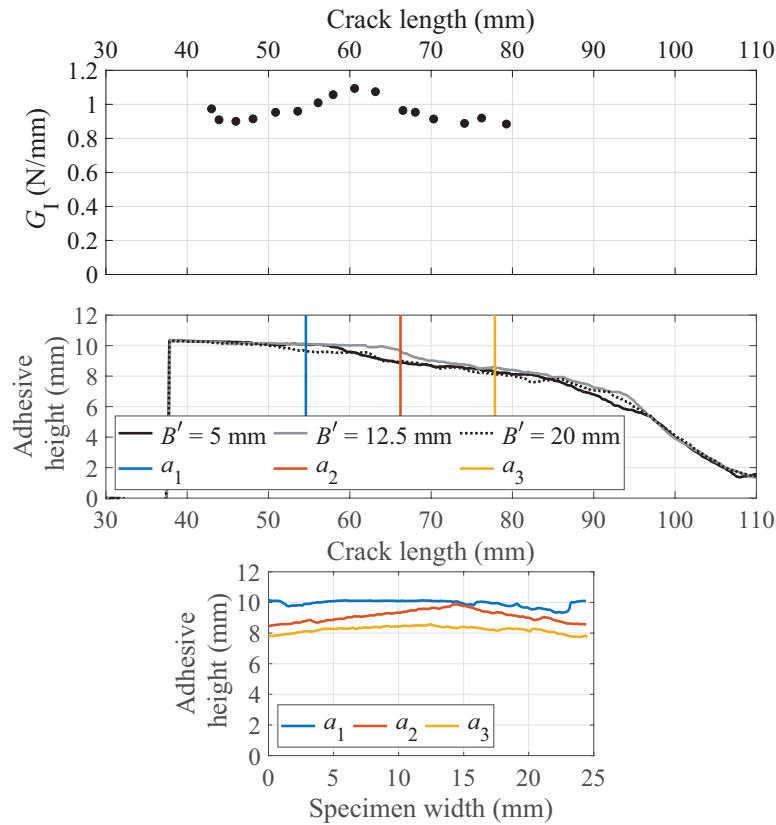 Crack length (mm)
30 40 50 60 70 80 90 100 110
1.2
1
0.8
0.6
0.4
0.2
0
G_I (N/mm)
12
10
8
6
4
2
0
Adhesive
height (mm)
B′ = 5 mm B′ = 12.5 mm B′ = 20 mm
a_1 a_2 a_3
30 40 50 60 70 80 90 100 110
Crack length (mm)
12
10
8
6
4
2
0
Adhesive
height (mm)
a_1 a_2 a_3
0 5 10 15 20 25
Specimen width (mm)